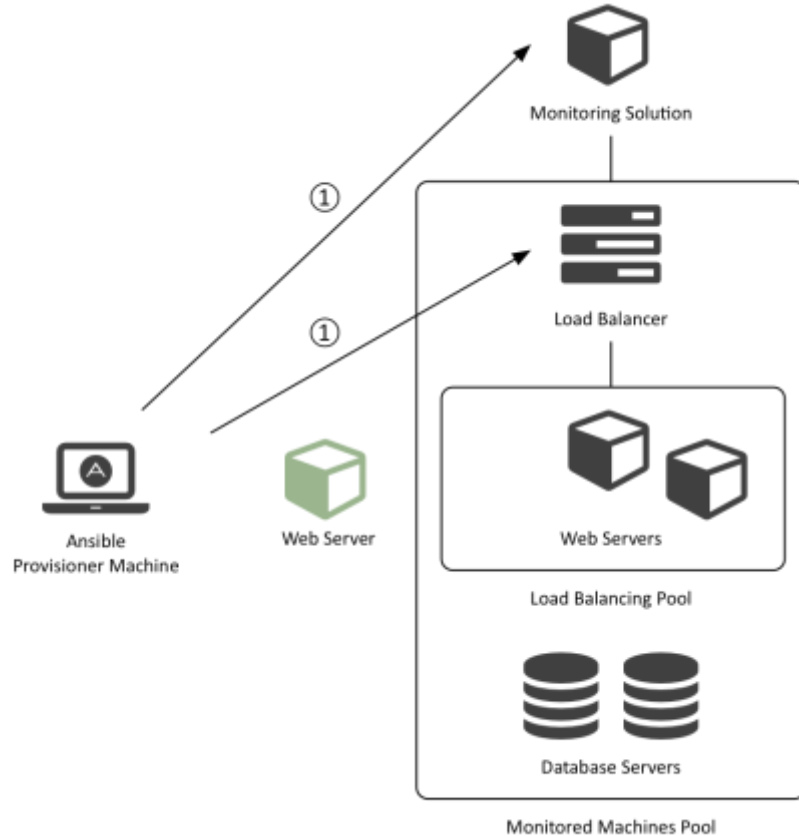 Monitoring Solution
①
Load Balancer
①
Ansible
Provisioner Machine
Web Server
Web Servers
Load Balancing Pool
Database Servers
Monitored Machines Pool